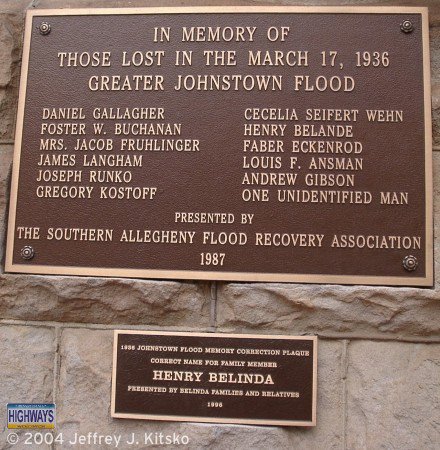 IN MEMORY OF
THOSE LOST IN THE MARCH 17, 1936
GREATER JOHNSTOWN FLOOD
DANIEL GALLAGHER
FOSTER W. BUCHANAN
MRS. JACOB FRUHLINGER
JAMES LANGHAM
JOSEPH RUNKO
GREGORY KOSTOFF
CECELIA SEIFERT WEHN
HENRY BELANDE
FABER ECKENROD
LOUIS F. ANSMAN
ANDREW GIBSON
ONE UNIDENTIFIED MAN
PRESENTED BY
THE SOUTHERN ALLEGHENY FLOOD RECOVERY ASSOCIATION
1987
1936 JOHNSTOWN FLOOD MEMORY CORRECTION PLAQUE
CORRECT NAME FOR FAMILY MEMBER
HENRY BELINDA
PRESENTED BY BELINDA FAMILIES AND RELATIVES
1996
HIGHWAYS
© 2004 Jeffrey J. Kitsko